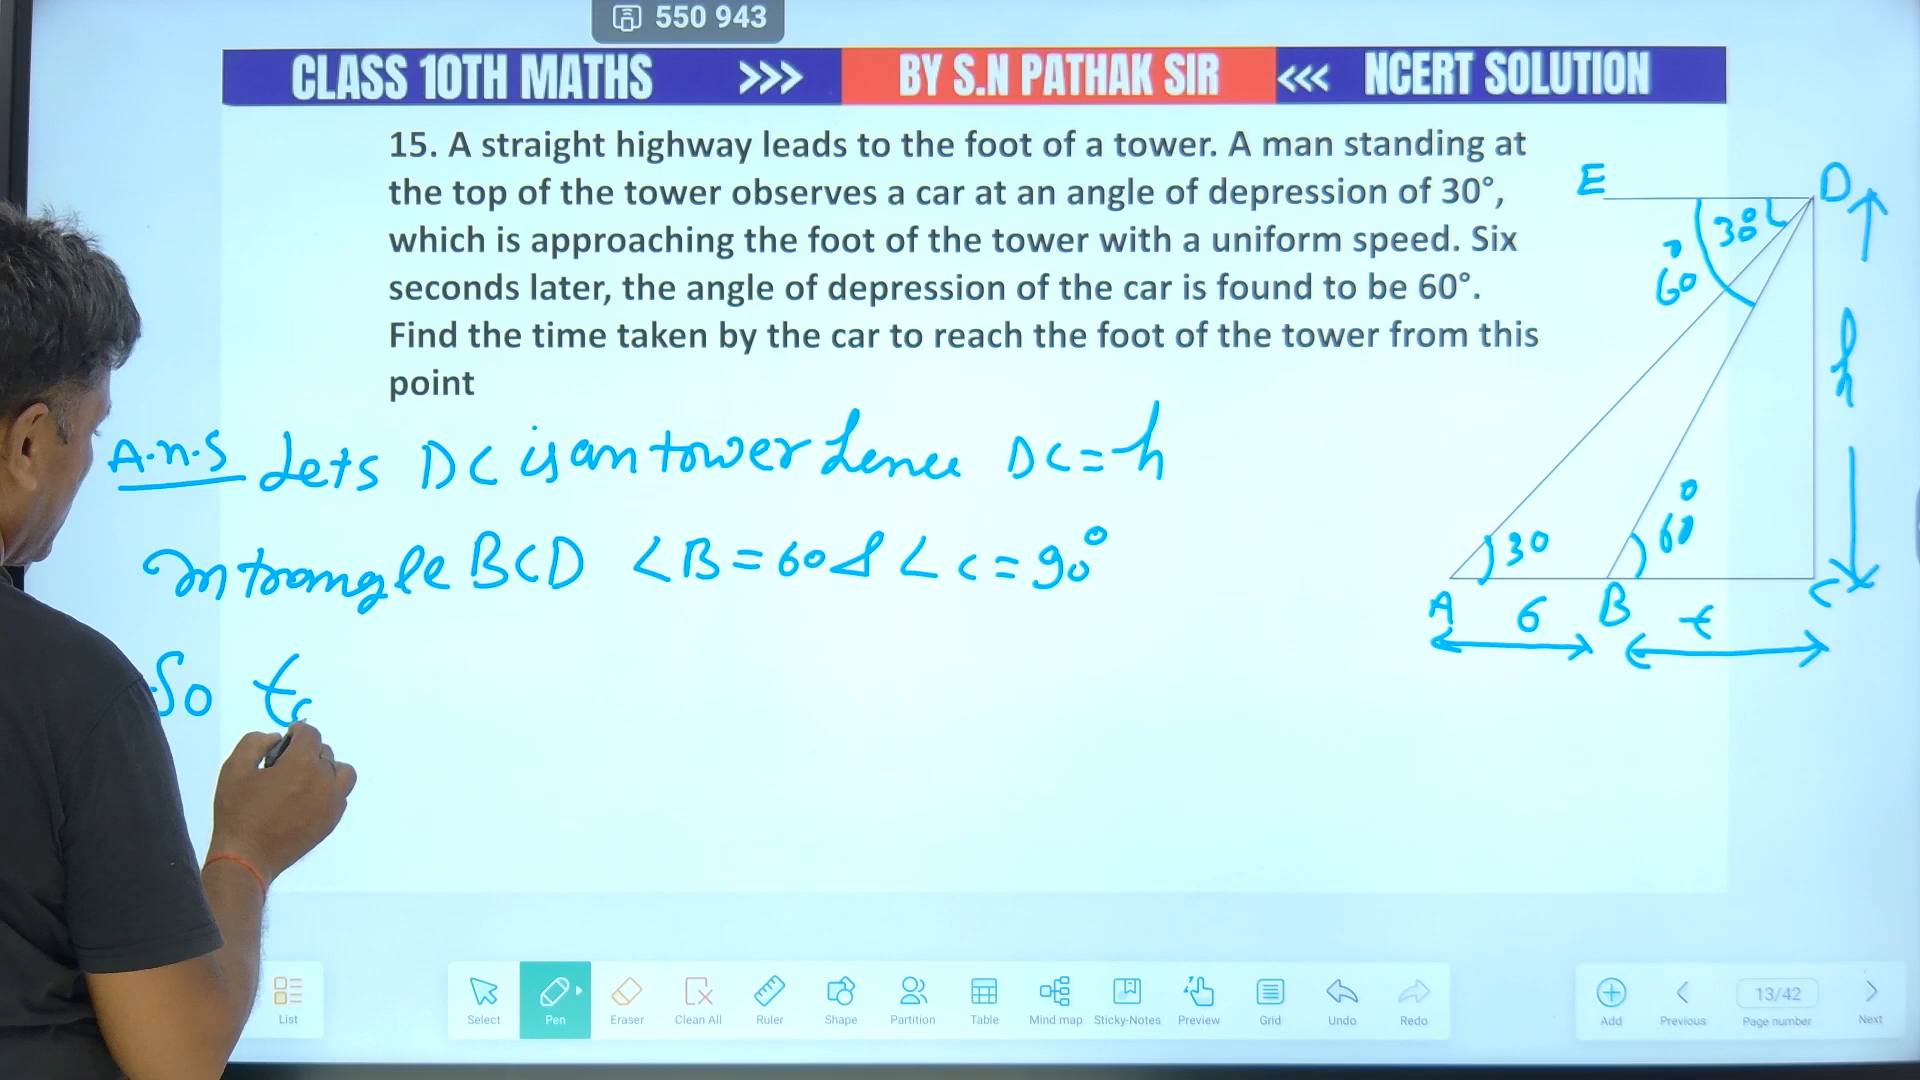 550 943
CLASS 10TH MATHS >>> BY S.N PATHAK SIR <<< NCERT SOLUTION
15. A straight highway leads to the foot of a tower. A man standing at
the top of the tower observes a car at an angle of depression of 30°,
which is approaching the foot of the tower with a uniform speed. Six
seconds later, the angle of depression of the car is found to be 60°.
Find the time taken by the car to reach the foot of the tower from this
point
E D
30°
60°
h
30 60°
A 6 B t C
A.n.s Lets DC is an tower hence DC = h
In triangle BCD ∠B = 60 & ∠C = 90°
So
List
Select Pen Eraser Clean All Ruler Shape Partition Table Mind map Sticky-Notes Preview Grid Undo Redo
Add Previous 13/42 Page number Next